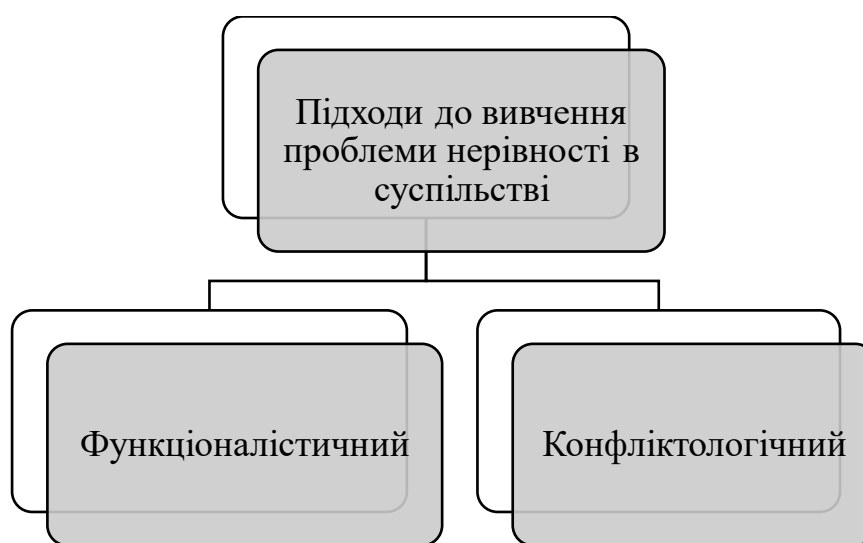 Підходи до вивчення
проблеми нерівності в
суспільстві
Функціоналістичний
Конфліктологічний